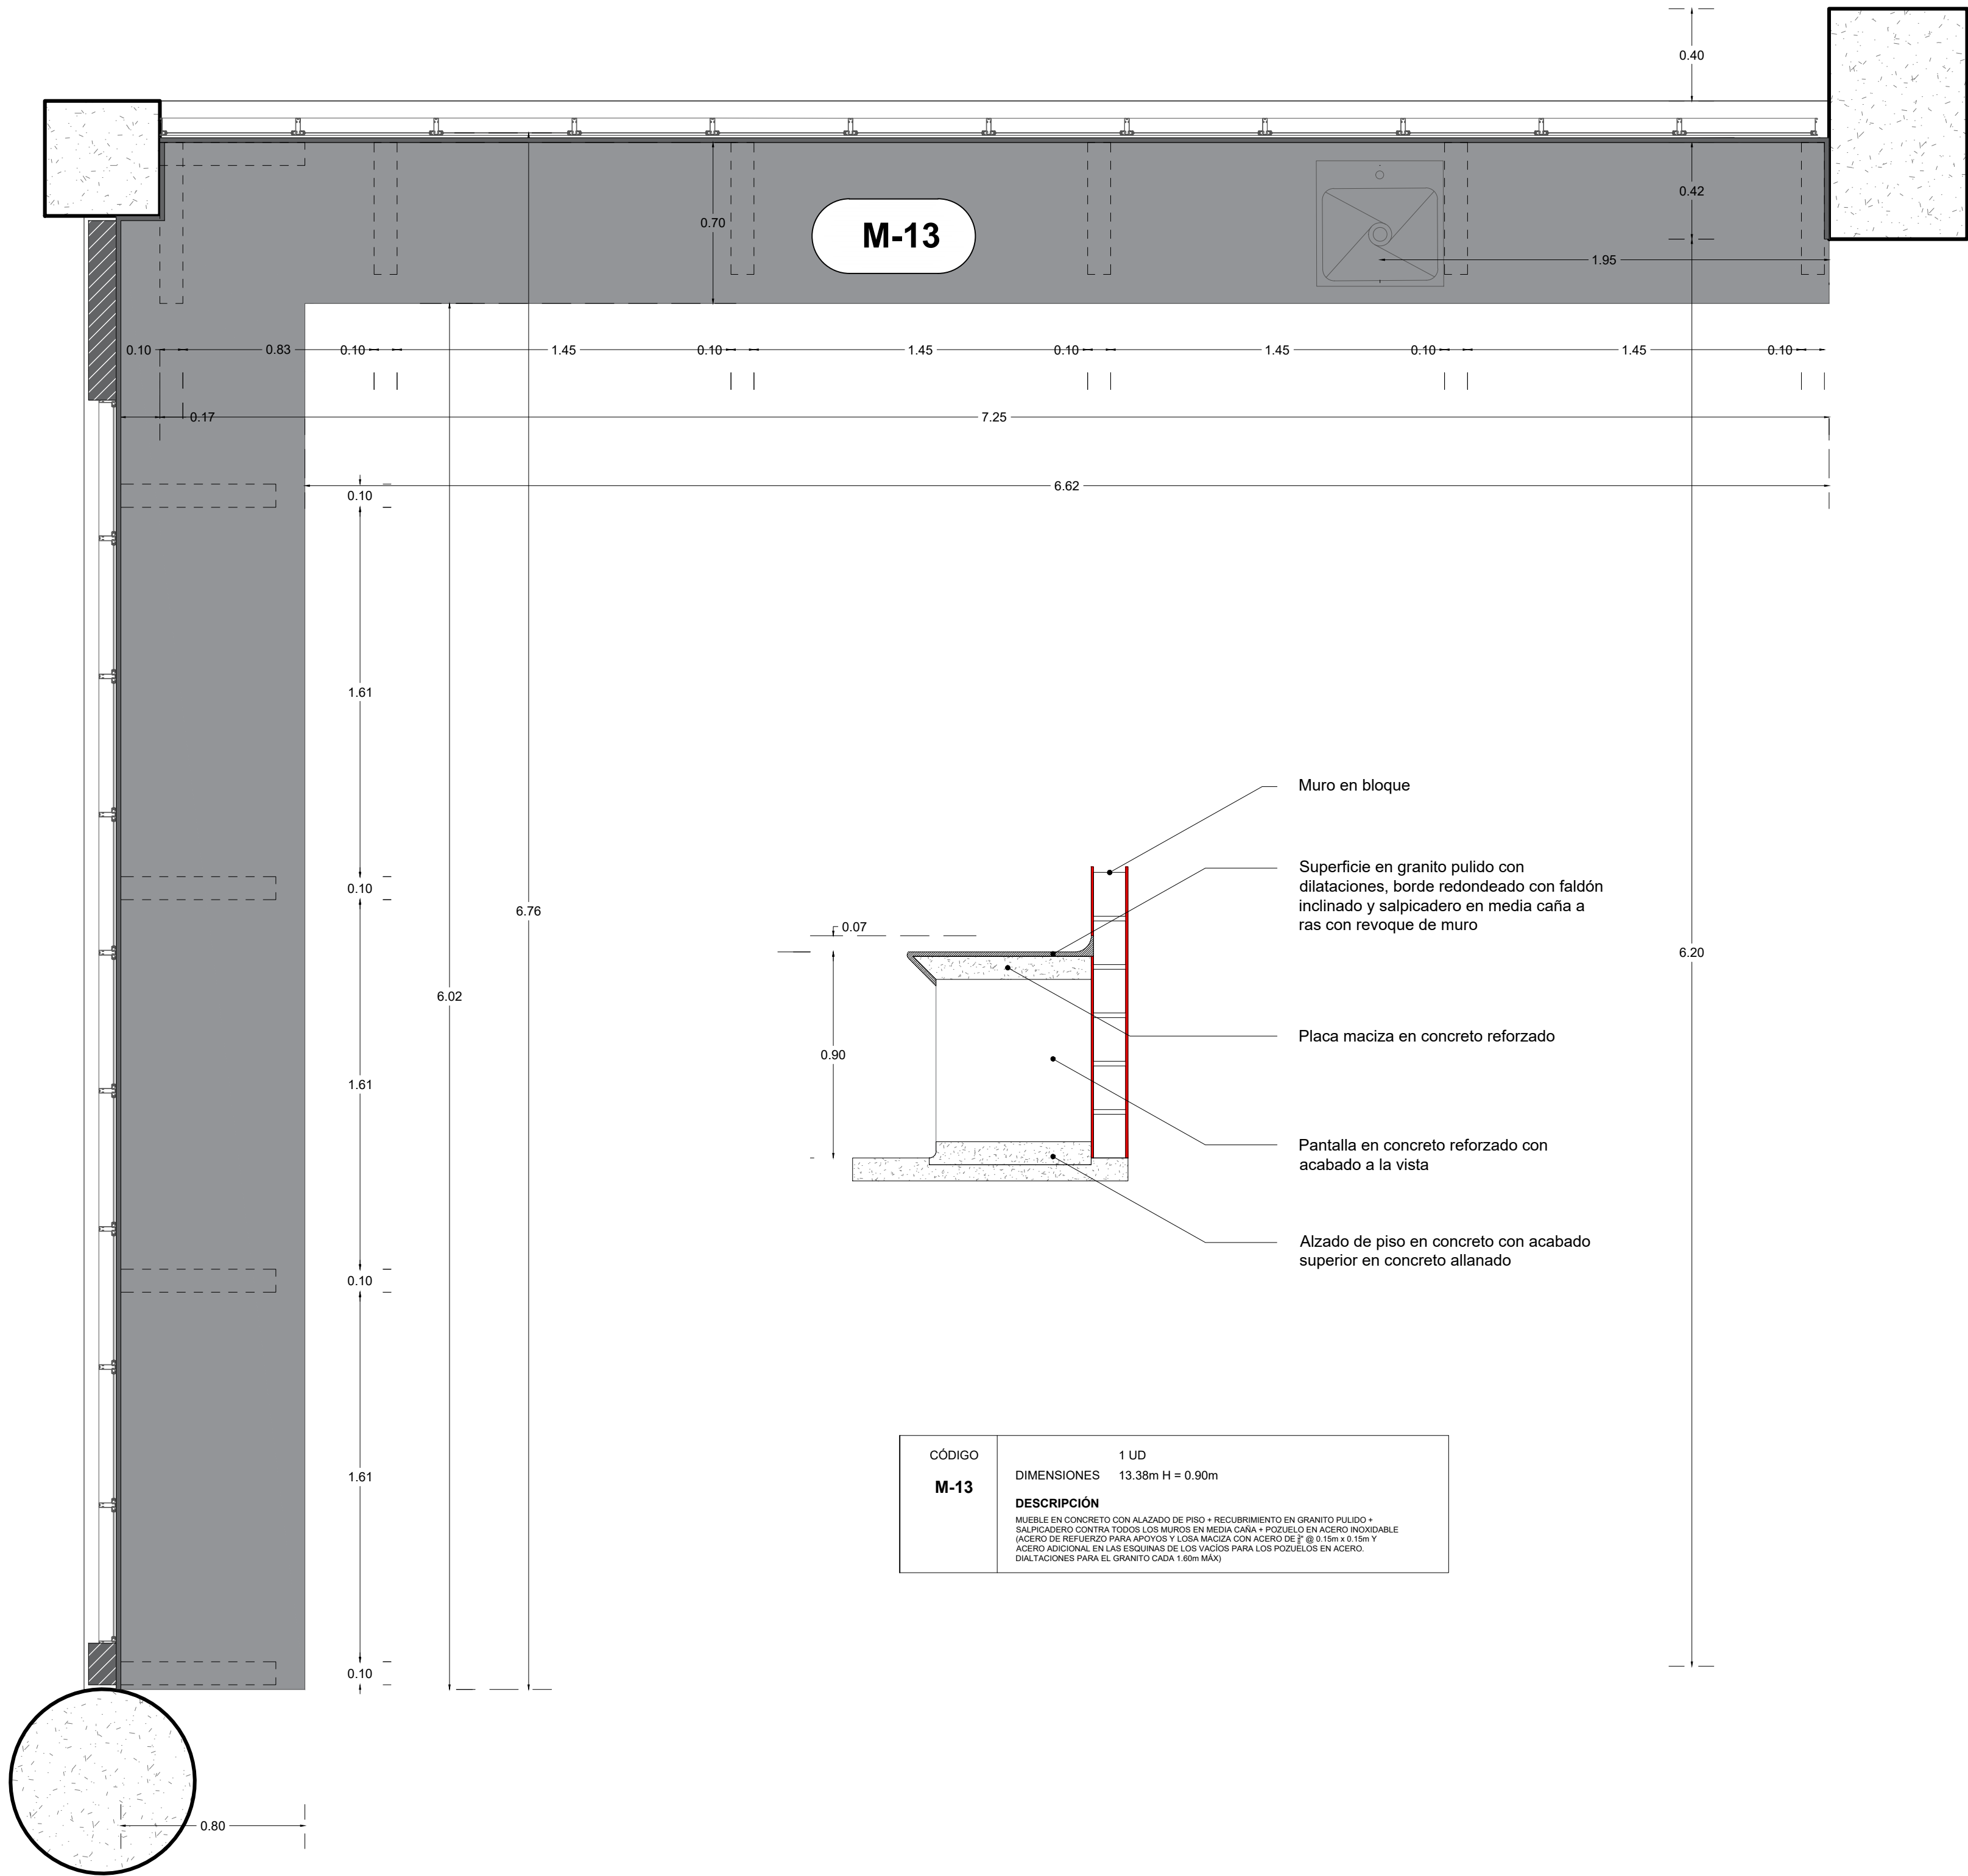 0.40
0.42
0.70
M-13
1.95
0.10
0.83
0.10
1.45
0.10
1.45
0.10
1.45
0.10
1.45
0.10
0.17
7.25
0.10
6.62
1.61
Muro en bloque
Superficie en granito pulido con
dilataciones, borde redondeado con faldón
inclinado y salpicadero en media caña a
ras con revoque de muro
0.10
6.76
0.07
6.20
6.02
Placa maciza en concreto reforzado
0.90
1.61
Pantalla en concreto reforzado con
acabado a la vista
Alzado de piso en concreto con acabado
superior en concreto allanado
0.10
1.61
CÓDIGO
M-13
1 UD
DIMENSIONES 13.38m H = 0.90m
DESCRIPCIÓN
MUEBLE EN CONCRETO CON ALAZADO DE PISO + RECUBRIMIENTO EN GRANITO PULIDO +
SALPICADERO CONTRA TODOS LOS MUROS EN MEDIA CAÑA + POZUELO EN ACERO INOXIDABLE
(ACERO DE REFUERZO PARA APOYOS Y LOSA MACIZA CON ACERO DE @ 0.15m x 0.15m Y
ACERO ADICIONAL EN LAS ESQUINAS DE LOS VACÍOS PARA LOS POZUELOS EN ACERO.
DIALTACIONES PARA EL GRANITO CADA 1.60m MÁX)
0.10
0.80